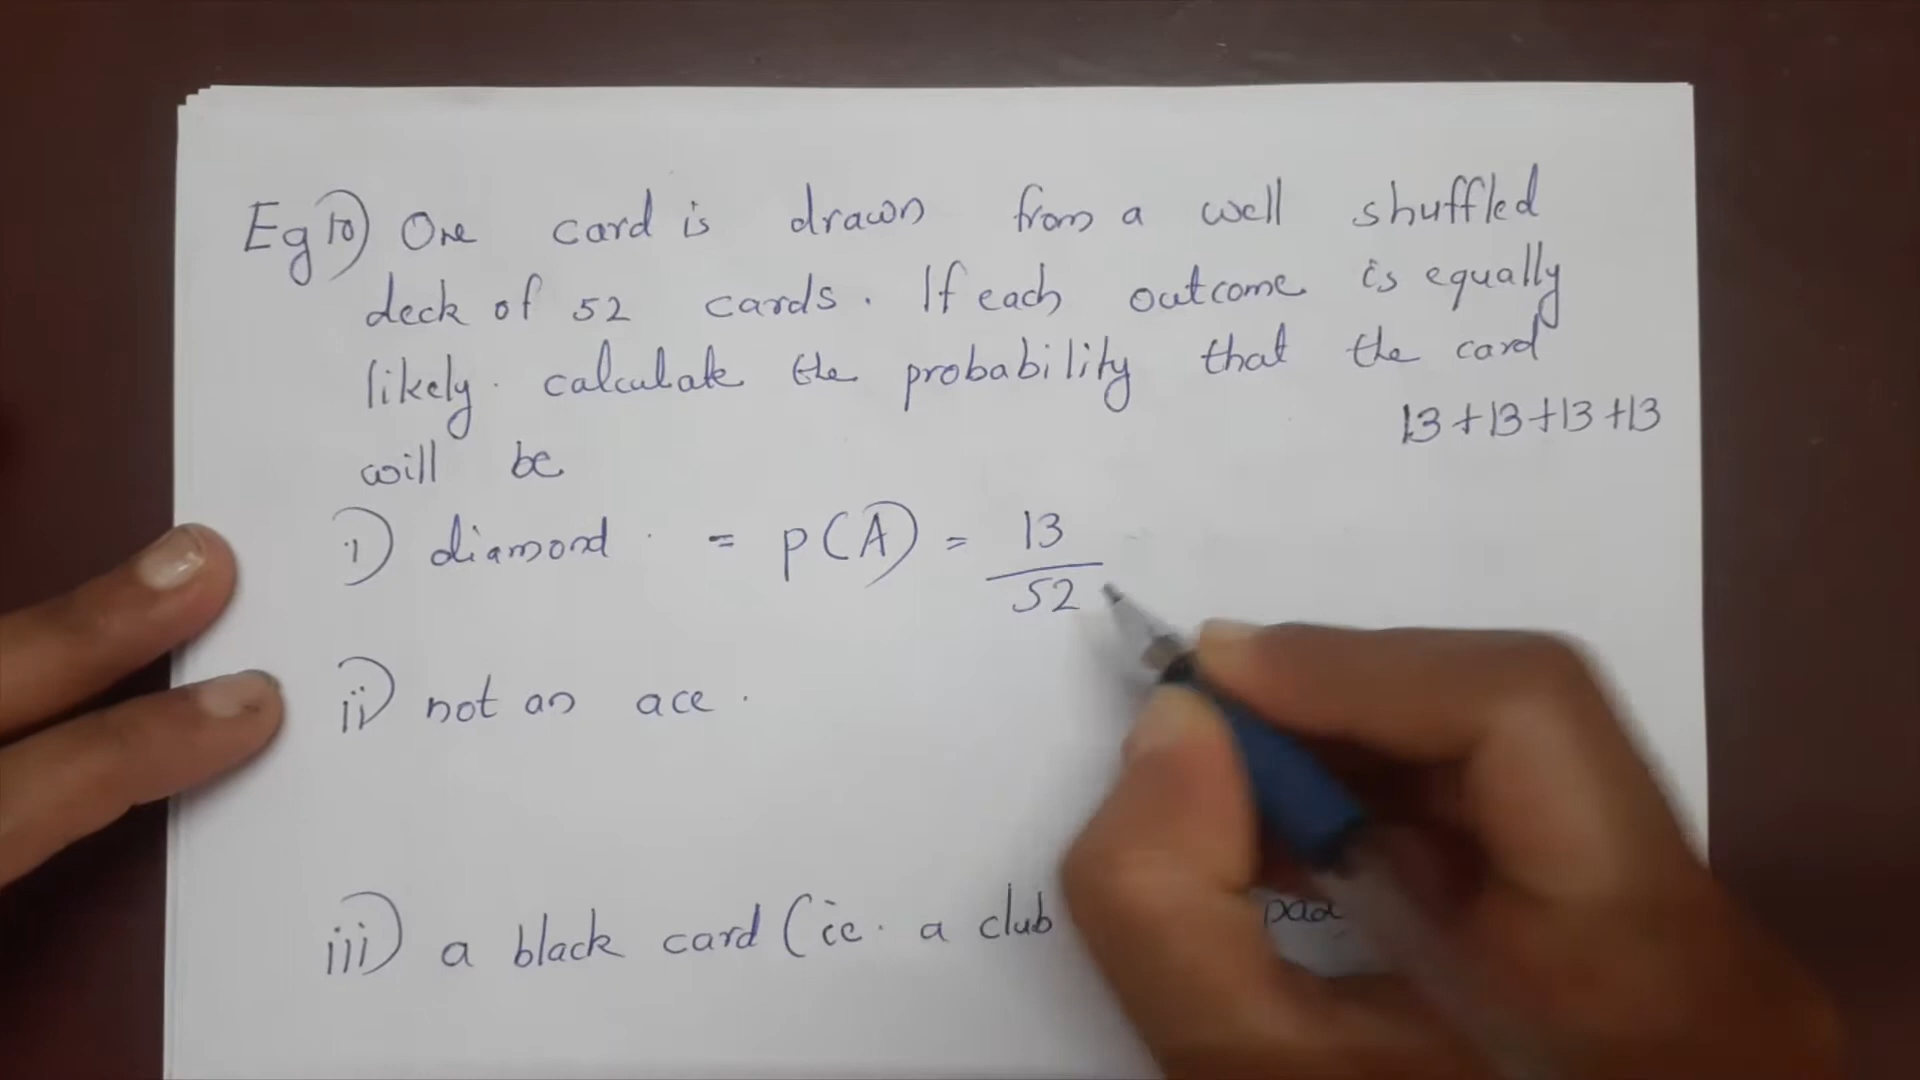 Eg 10) One card is drawn from a well shuffled
deck of 52 cards. If each outcome is equally
likely. calculate the probability that the card
13+13+13+13
will be
i) diamond. = P(A) = 13
52
ii) not an ace.
iii) a black card (ie. a club